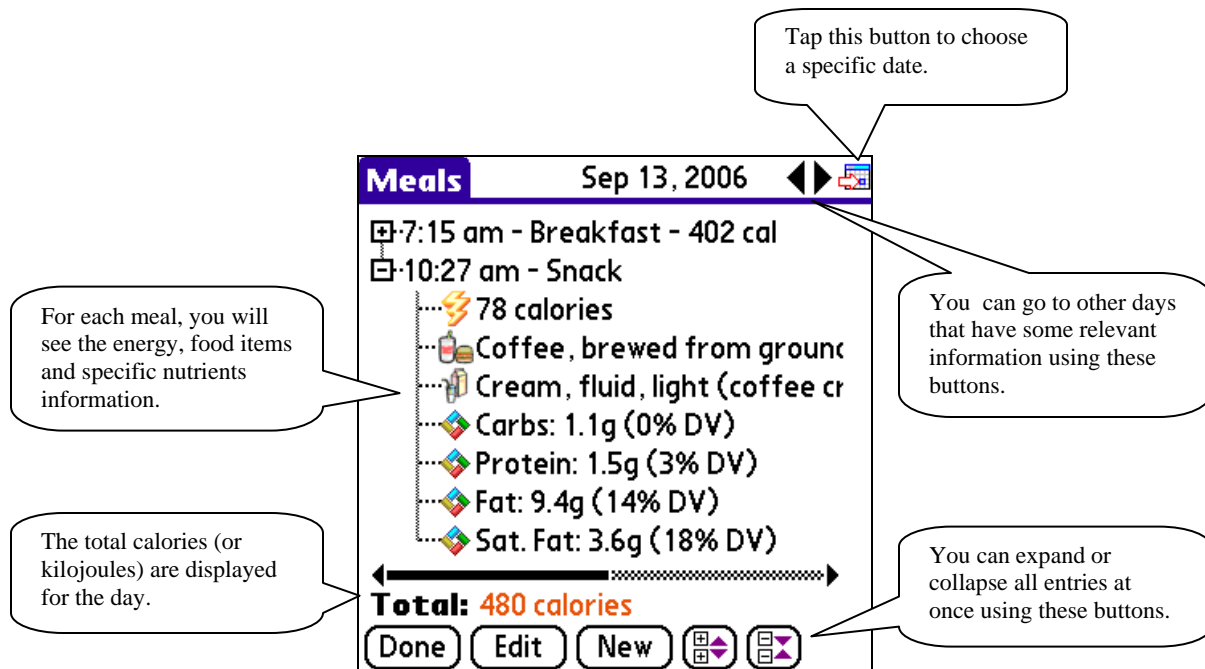 Tap this button to choose
a specific date.
Meals
Sep 13, 2006
7:15 am - Breakfast - 402 cal
10:27 am - Snack
78 calories
Coffee, brewed from
Cream, fluid, light (coffee
Carbs: 1.1g (0% DV)
Protein: 1.5g (3% DV)
Fat: 9.4g (14% DV)
Sat. Fat: 3.6g (18% DV)
Total: 480 calories
Done
Edit
New
For each meal, you will
see the energy, food items
and specific nutrients
information.
The total calories (or
kilojoules) are displayed
for the day.
You can go to other days
that have some relevant
information using these
buttons.
You can expand or
collapse all entries at
once using these buttons.